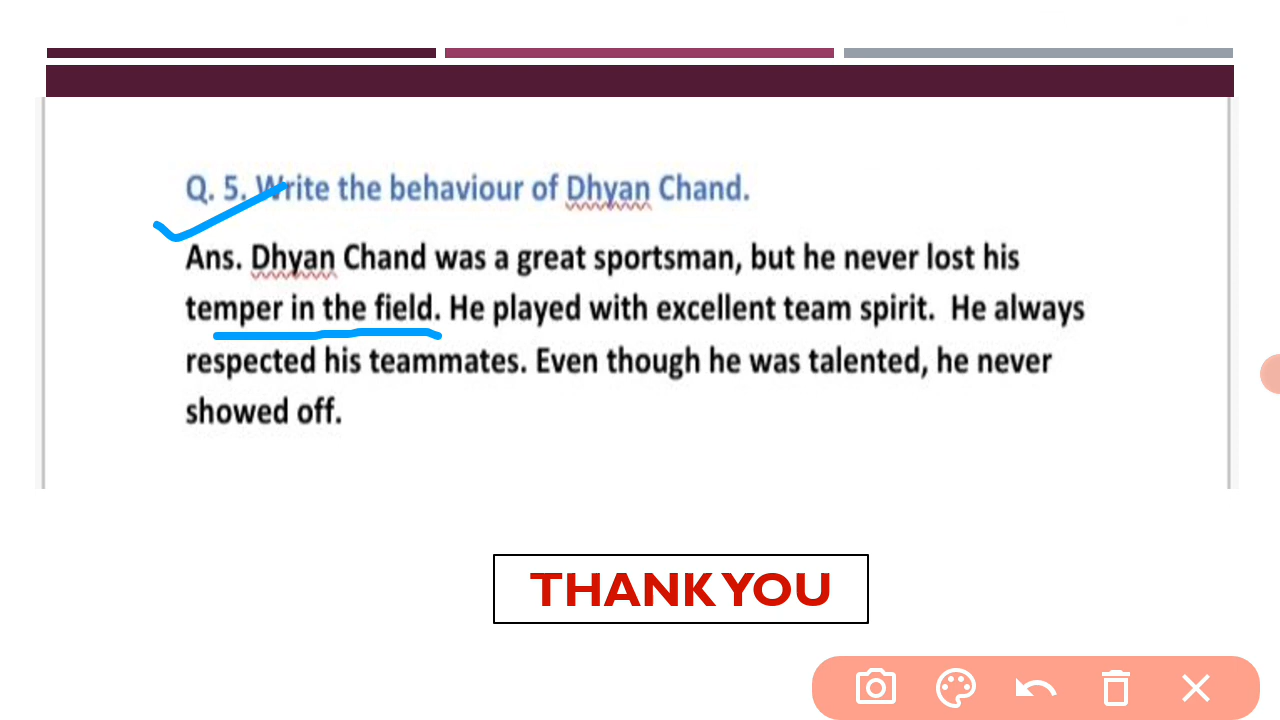 Q. 5. Write the behaviour of Dhyan Chand.
Ans. Dhyan Chand was a great sportsman, but he never lost his
temper in the field. He played with excellent team spirit.  He always
respected his teammates. Even though he was talented, he never
showed off.
THANK YOU